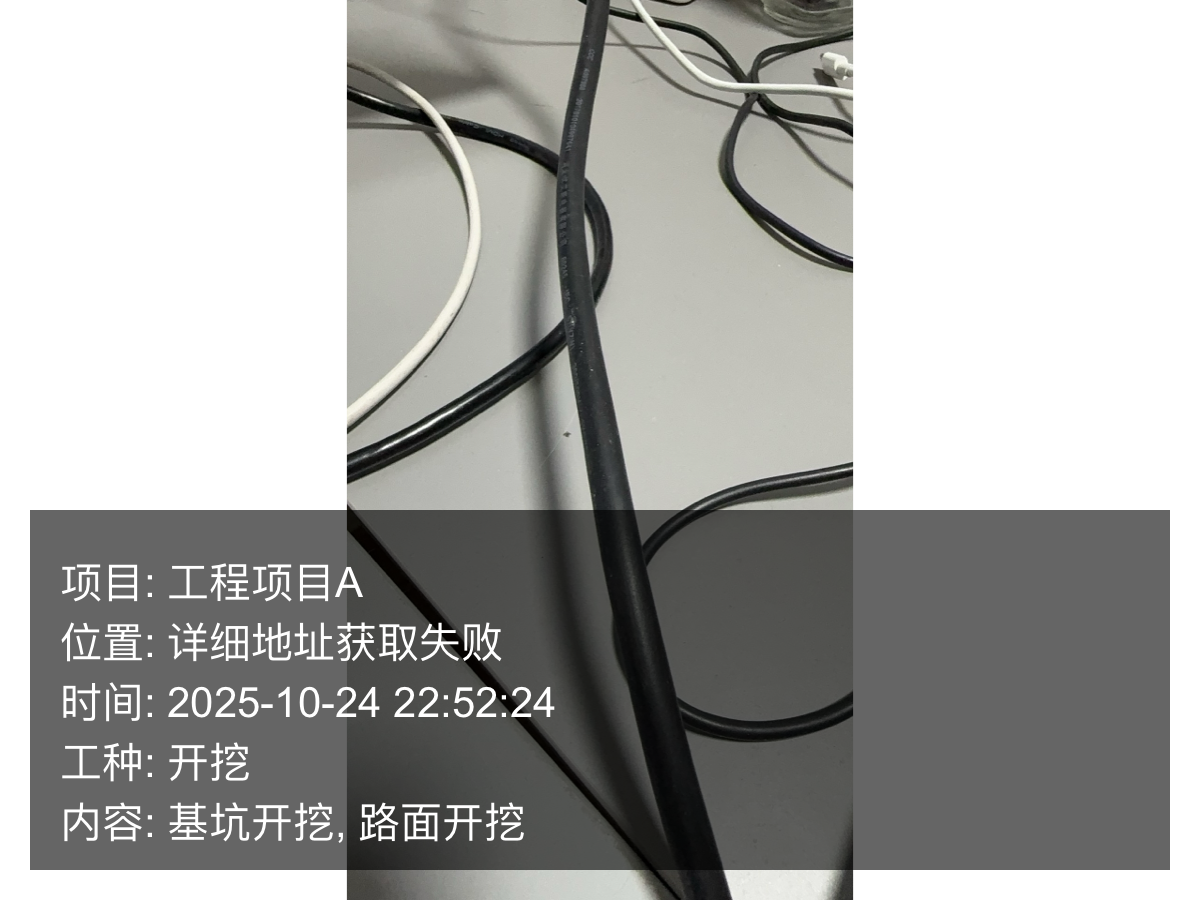 项目: 工程项目A
位置: 详细地址获取失败
时间: 2025-10-24 22:52:24
工种: 开挖
内容: 基坑开挖, 路面开挖